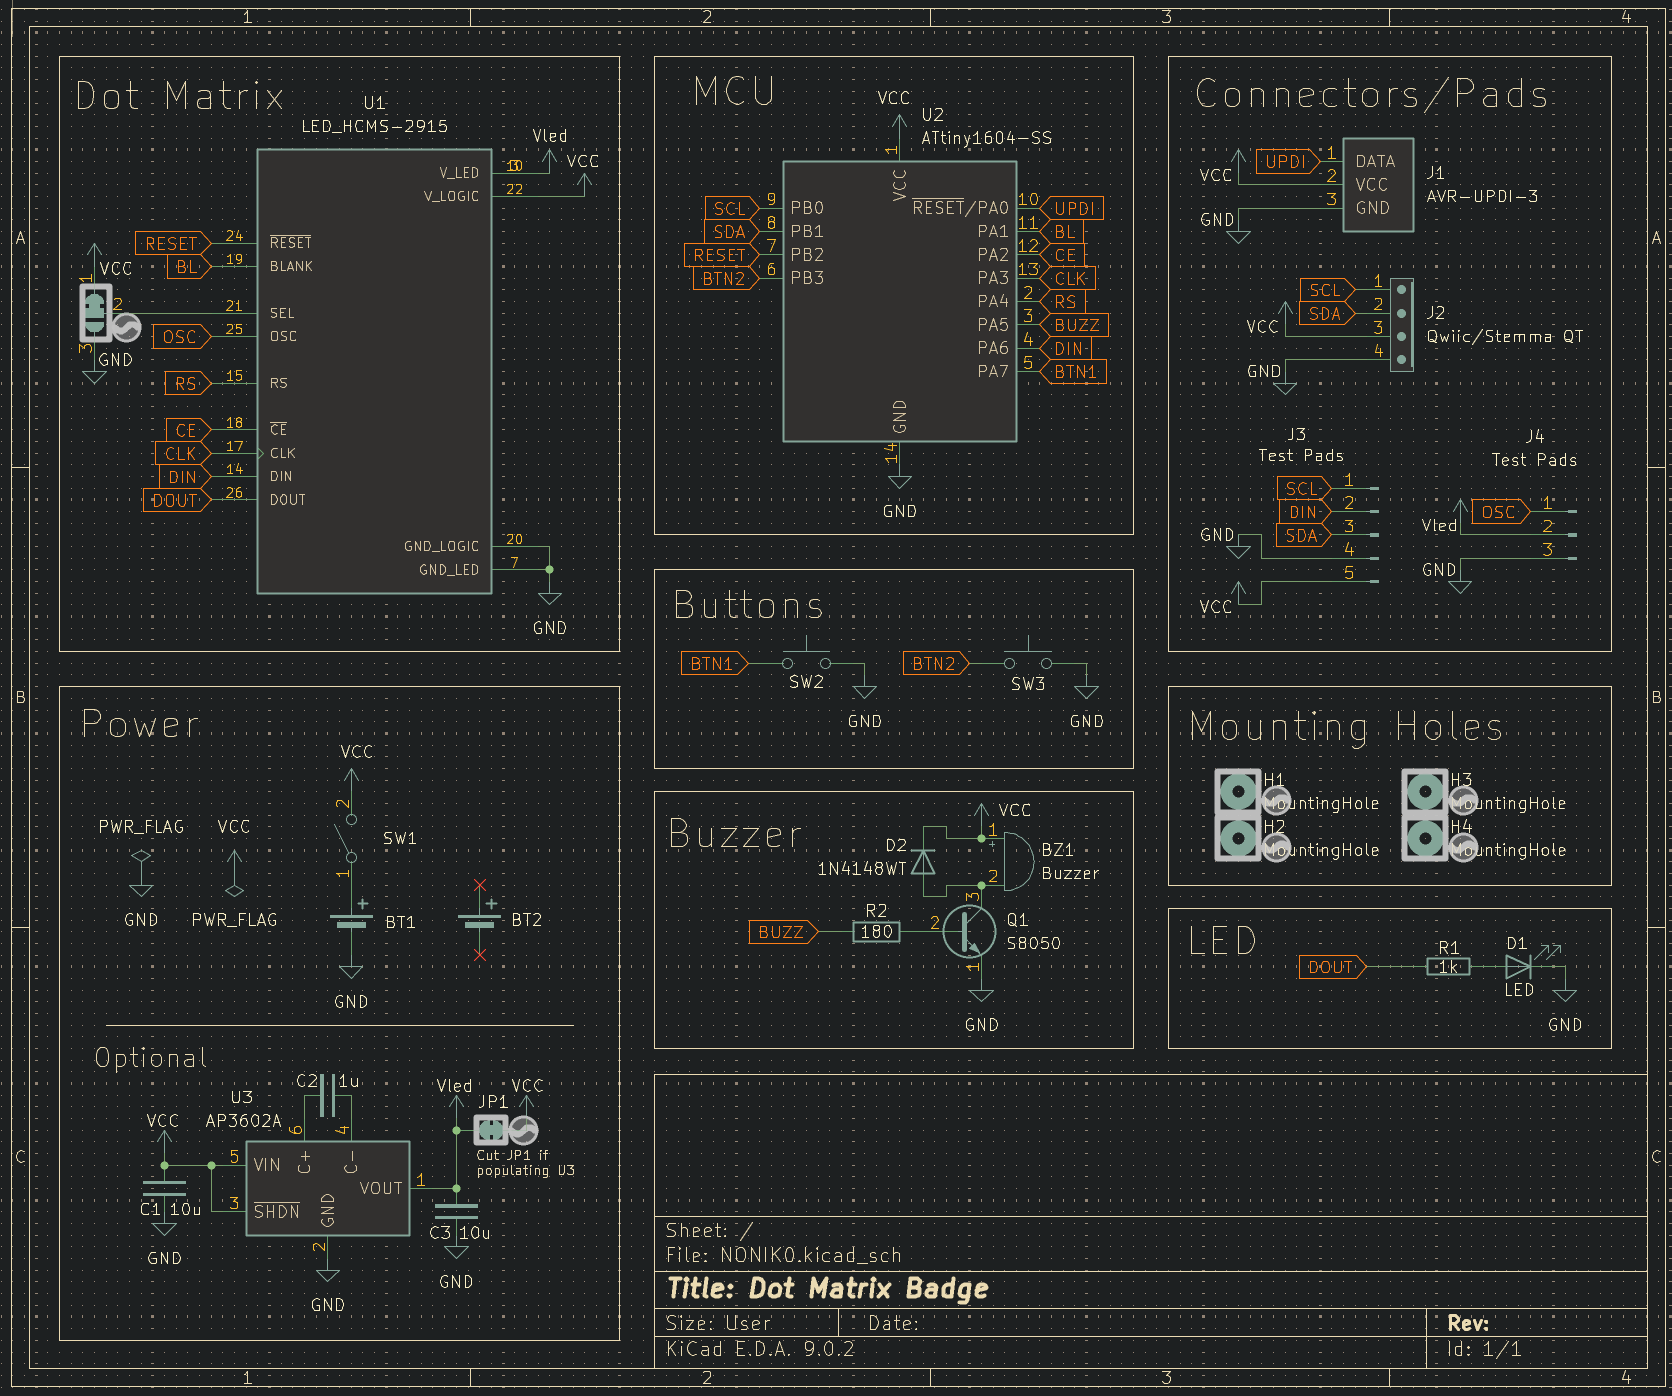 1 2 3 4
Dot Matrix
U1
LED_HCMS-2915
Vled
VCC
V_LED
V_LOGIC 22
RESET 24 RESET
BL 19 BLANK
VCC
1
2
3
GND
21 SEL
OSC 25 OSC
RS 15 RS
CE 18 CE
CLK 17 CLK
DIN 14 DIN
DOUT 26 DOUT
GND_LOGIC 20
GND_LED 7
GND
MCU
VCC
U2
ATtiny1604-SS
1
VCC
SCL 9 PB0
SDA 8 PB1
RESET 7 PB2
BTN2 6 PB3
RESET/PA0 10 UPDI
PA1 11 BL
PA2 12 CE
PA3 13 CLK
PA4 2 RS
PA5 3 BUZZ
PA6 4 DIN
PA7 5 BTN1
GND
14
GND
Connectors/Pads
UPDI 1 DATA
VCC 2 VCC
GND 3 GND
J1
AVR-UPDI-3
SCL 1
SDA 2
VCC 3
GND 4
J2
Qwiic/Stemma QT
J3
Test Pads
SCL 1
DIN 2
SDA 3
GND 4
VCC 5
J4
Test Pads
OSC 1
Vled 2
GND 3
A A
B B
C C
Buttons
BTN1
SW2
GND
BTN2
SW3
GND
Power
PWR_FLAG
GND
VCC
PWR_FLAG
VCC
2
SW1
1
+
BT1
GND
+
BT2
Optional
U3
AP3602A
C2 1u
6 4
VCC
5 VIN
3 SHDN
C+ C-
GND
VOUT 1
2
GND
C1 10u
GND
Vled
VCC
JP1
Cut JP1 if
populating U3
C3 10u
GND
Buzzer
VCC
D2
1N4148WT
1
+
2
BZ1
Buzzer
BUZZ
R2
180
2
3
1
Q1
S8050
GND
Mounting Holes
H1
MountingHole
H2
MountingHole
H3
MountingHole
H4
MountingHole
LED
DOUT
R1
1k
D1
LED
GND
Sheet: /
File: NONIK0.kicad_sch
Title: Dot Matrix Badge
Size: User Date: Rev:
KiCad E.D.A. 9.0.2 Id: 1/1
1 2 3 4